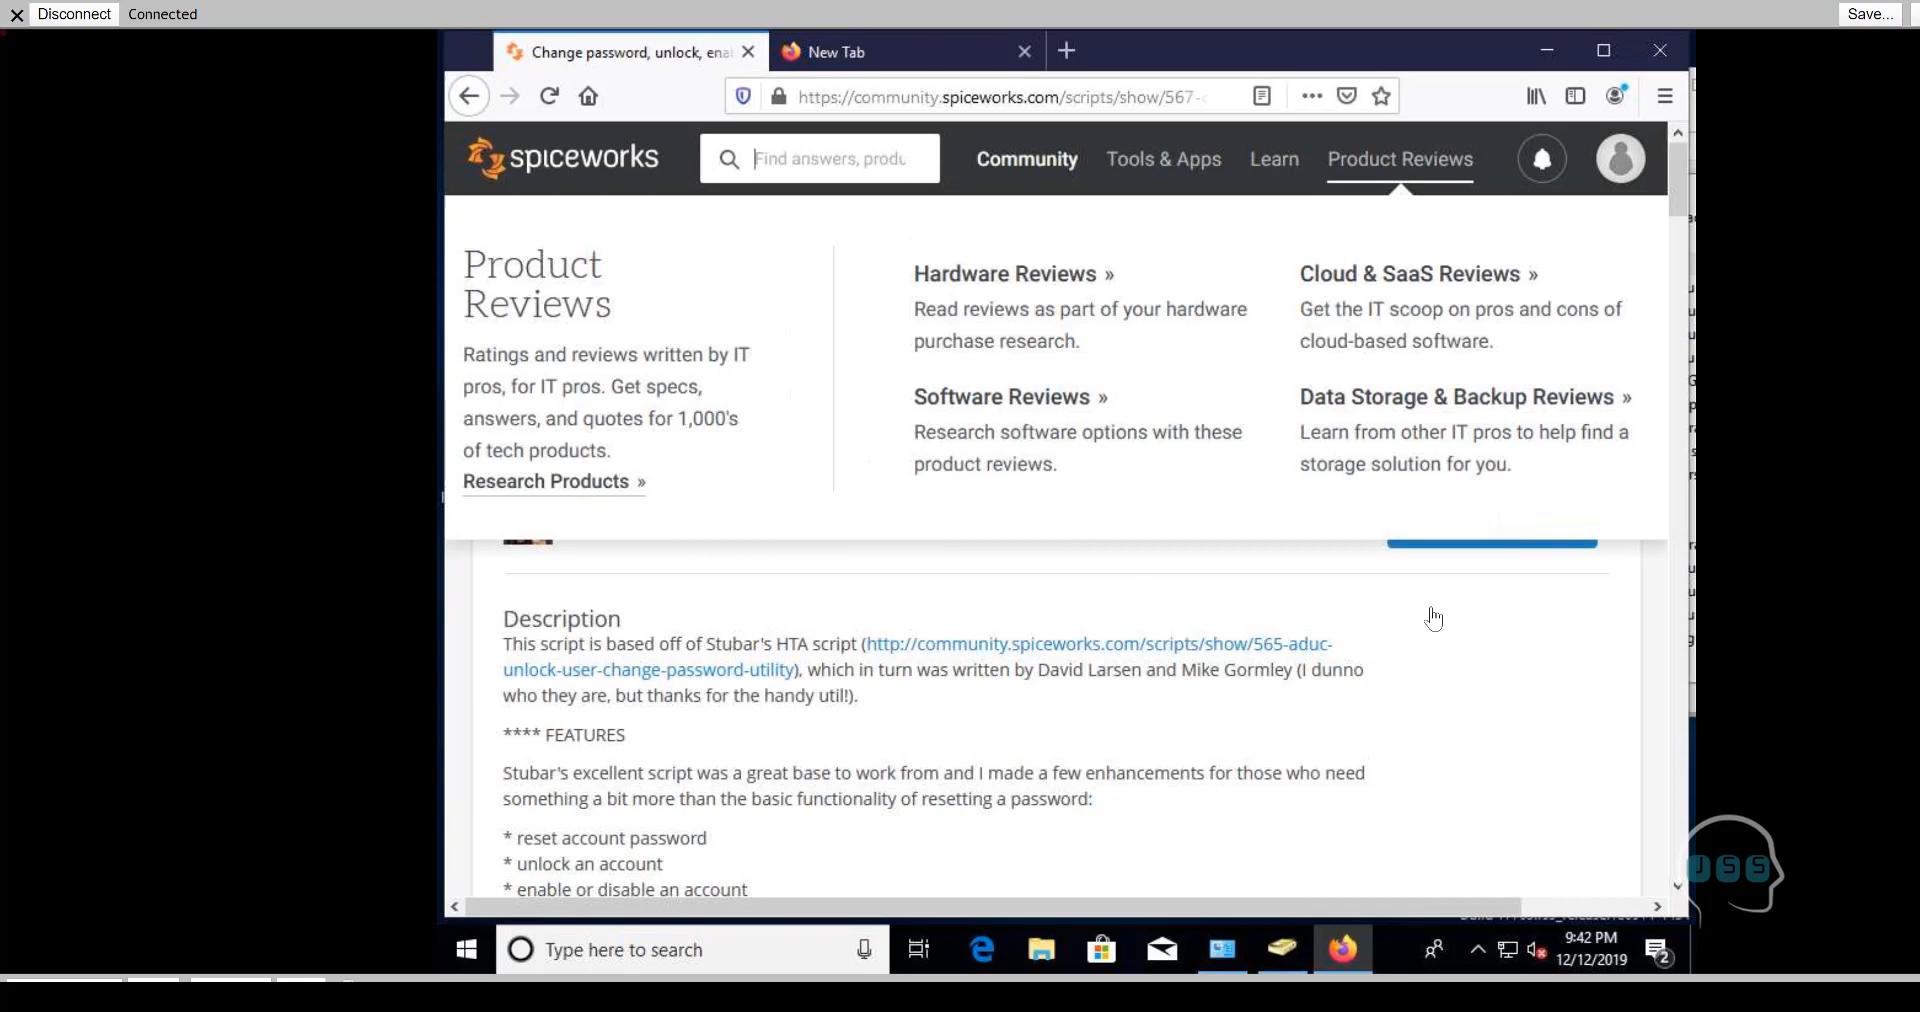 Disconnect Connected Save...
Change password, unlock, ena
New Tab
https://community.spiceworks.com/scripts/show/567-
spiceworks
Find answers, produ
Community Tools & Apps Learn Product Reviews
Product
Reviews
Ratings and reviews written by IT
pros, for IT pros. Get specs,
answers, and quotes for 1,000's
of tech products.
Research Products »
Hardware Reviews »
Read reviews as part of your hardware
purchase research.
Software Reviews »
Research software options with these
product reviews.
Cloud & SaaS Reviews »
Get the IT scoop on pros and cons of
cloud-based software.
Data Storage & Backup Reviews »
Learn from other IT pros to help find a
storage solution for you.
Description
This script is based off of Stubar's HTA script (http://community.spiceworks.com/scripts/show/565-aduc-
unlock-user-change-password-utility), which in turn was written by David Larsen and Mike Gormley (I dunno
who they are, but thanks for the handy util!).
**** FEATURES
Stubar's excellent script was a great base to work from and I made a few enhancements for those who need
something a bit more than the basic functionality of resetting a password:
* reset account password
* unlock an account
* enable or disable an account
JSS
Type here to search
9:42 PM
12/12/2019
2